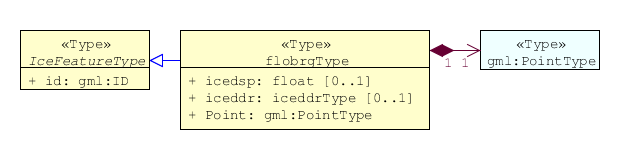 «Type»
IceFeatureType
+ id: gml:ID
«Type»
flobrgType
+ icedsp: float [0..1]
+ iceddr: iceddrType [0..1]
+ Point: gml:PointType
1 1
«Type»
gml:PointType